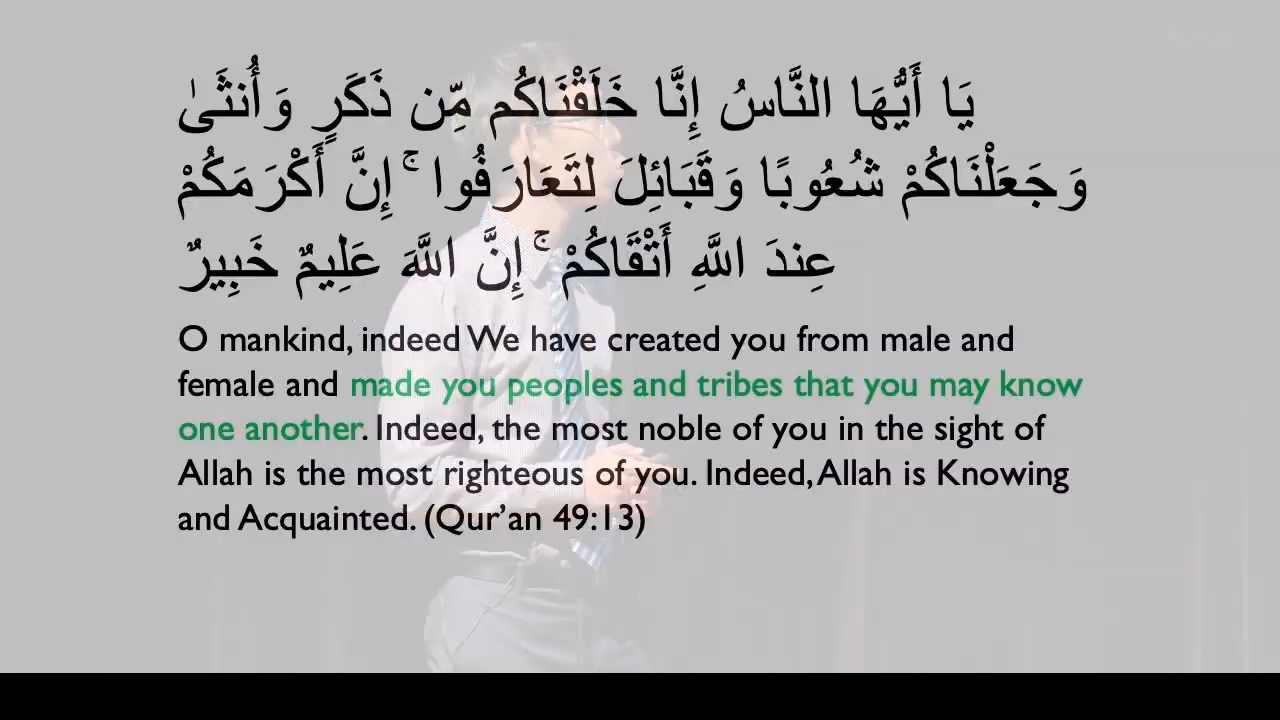 يَا أَيُّهَا النَّاسُ إِنَّا خَلَقْنَاكُم مِّن ذَكَرٍ وَأُنثَىٰ
وَجَعَلْنَاكُمْ شُعُوبًا وَقَبَائِلَ لِتَعَارَفُوا ۚ إِنَّ أَكْرَمَكُمْ
عِندَ اللَّهِ أَتْقَاكُمْ ۚ إِنَّ اللَّهَ عَلِيمٌ خَبِيرٌ
O mankind, indeed We have created you from male and
female and made you peoples and tribes that you may know
one another. Indeed, the most noble of you in the sight of
Allah is the most righteous of you. Indeed, Allah is Knowing
and Acquainted. (Qur’an 49:13)